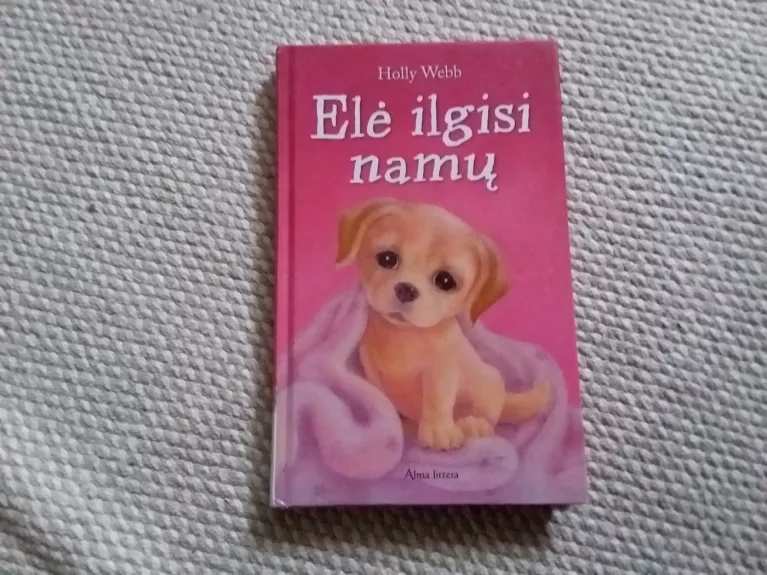 Holly Webb
Elė ilgisi
namų
Alma littera